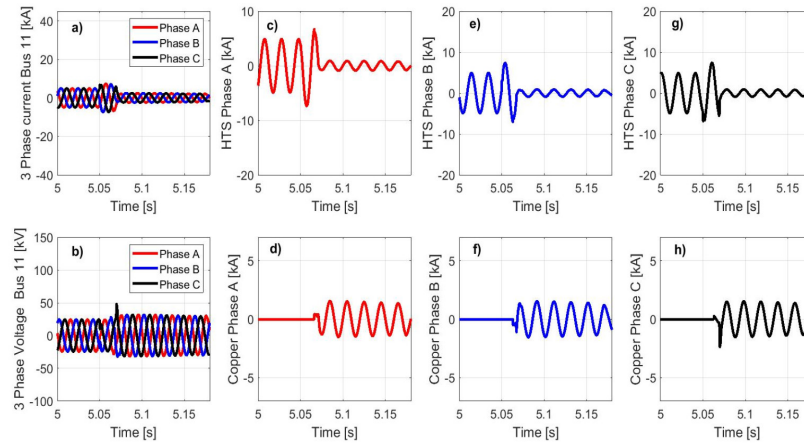 a)
3 Phase current Bus 11 [kA]
40
20
0
-20
-40
Phase A
Phase B
Phase C
5 5.05 5.1 5.15
Time [s]
c)
HTS Phase A [kA]
10
0
-10
-20
5 5.05 5.1 5.15
Time [s]
e)
HTS Phase B [kA]
20
10
0
-10
-20
5 5.05 5.1 5.15
Time [s]
g)
HTS Phase C [kA]
20
10
0
-10
-20
5 5.05 5.1 5.15
Time [s]
b)
3 Phase Voltage Bus 11 [kV]
150
100
50
0
-50
-100
Phase A
Phase B
Phase C
5 5.05 5.1 5.15
Time [s]
d)
Copper Phase A [kA]
5
0
-5
5 5.05 5.1 5.15
Time [s]
f)
Copper Phase B [kA]
5
0
-5
5 5.05 5.1 5.15
Time [s]
h)
Copper Phase C [kA]
5
0
-5
5 5.05 5.1 5.15
Time [s]